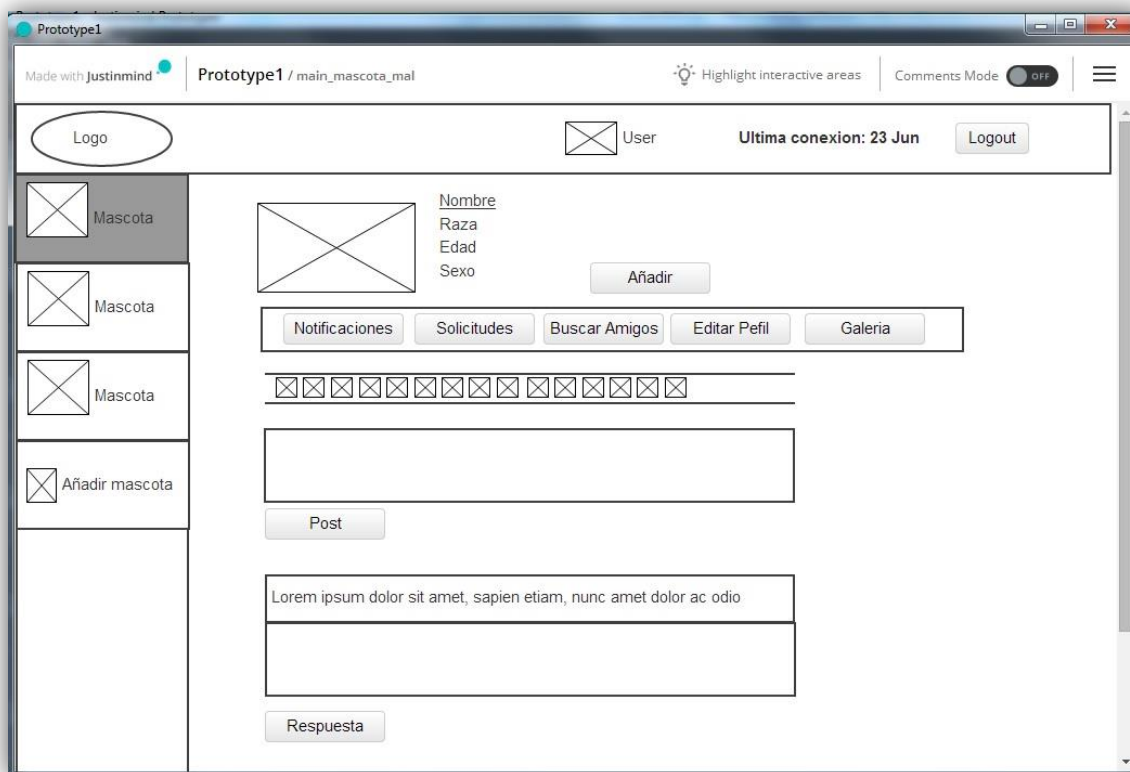 Prototype1
Made with Justinmind
Prototype1 / main_mascota_mal
Highlight interactive areas
Comments Mode
OFF
Logo
User
Ultima conexion: 23 Jun
Logout
Mascota
Mascota
Mascota
Añadir mascota
Nombre
Raza
Edad
Sexo
Añadir
Notificaciones
Solicitudes
Buscar Amigos
Editar Pefil
Galeria
Post
Lorem ipsum dolor sit amet, sapien etiam, nunc amet dolor ac odio
Respuesta